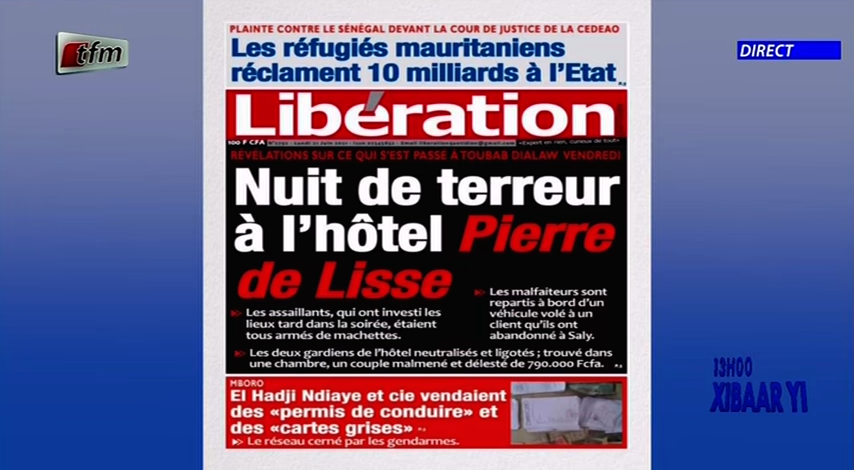 tfm
DIRECT
PLAINTE CONTRE LE SÉNÉGAL DEVANT LA COUR DE JUSTICE DE LA CEDEAO
Les réfugiés mauritaniens
réclament 10 milliards à l'Etat
Libération
100 F CFA
RÉVÉLATIONS SUR CE QUI S'EST PASSÉ À TOUBAB DIALAW VENDREDI
Nuit de terreur
à l'hôtel Pierre
de Lisse
Les assaillants, qui ont investi les
lieux tard dans la soirée, étaient
tous armés de machettes.
Les malfaiteurs sont
repartis à bord d'un
véhicule volé à un
client qu'ils ont
abandonné à Saly.
Les deux gardiens de l'hôtel neutralisés et ligotés ; trouvé dans
une chambre, un couple malmené et délesté de 790.000 Fcfa.
MBORO
El Hadji Ndiaye et cie vendaient
des «permis de conduire» et
des «cartes grises»
Le réseau cerné par les gendarmes.
13H00
XIBAAR YI